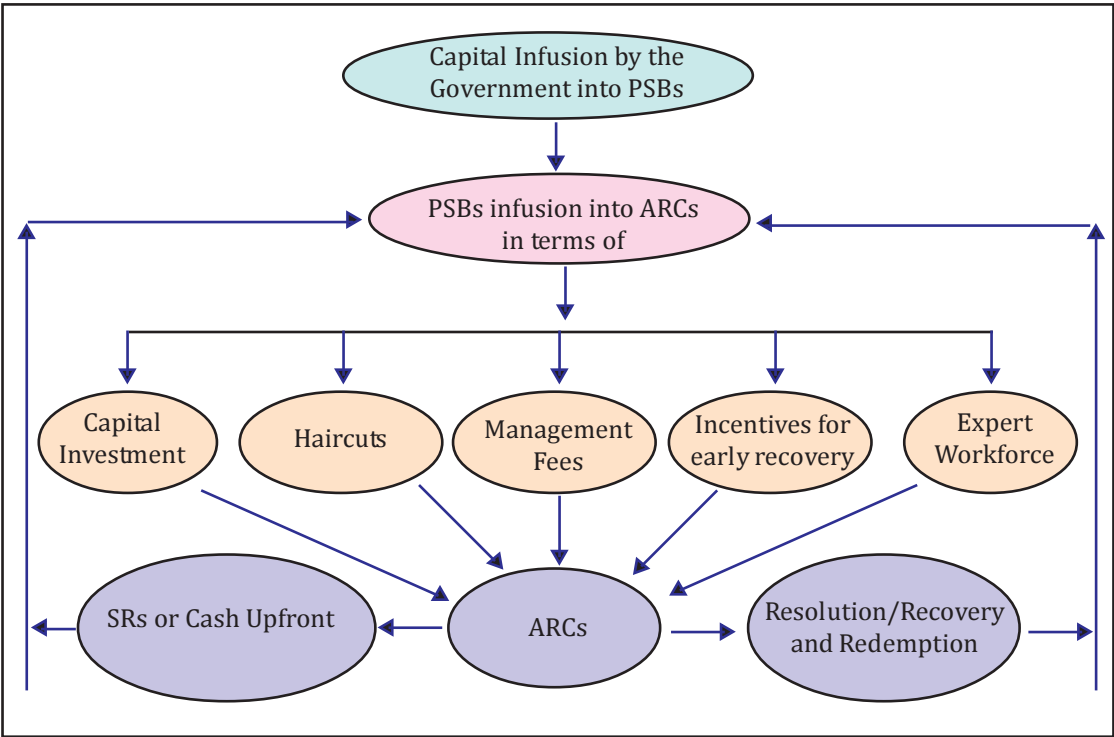 Capital Infusion by the
Government into PSBs
PSBs infusion into ARCs
in terms of
Capital
Investment
Haircuts
Management
Fees
Incentives for
early recovery
Expert
Workforce
SRs or Cash Upfront
ARCs
Resolution/Recovery
and Redemption